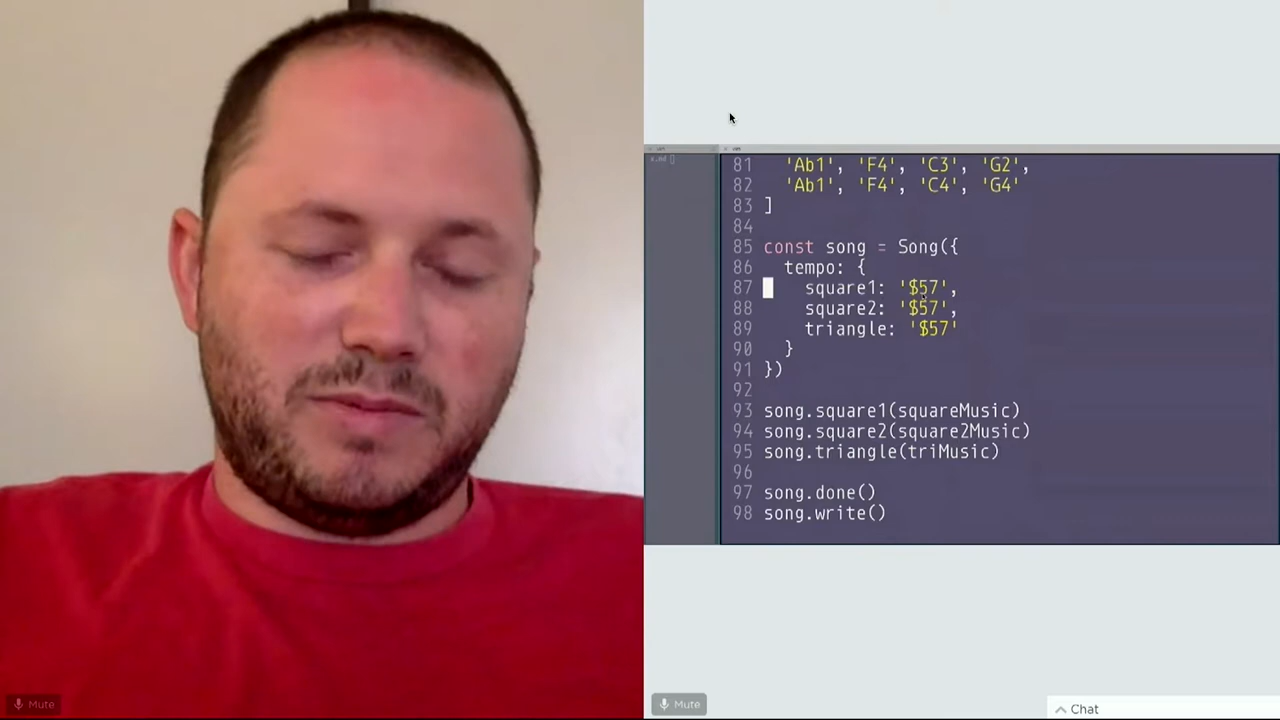 81 'Ab1', 'F4', 'C3', 'G2',
82 'Ab1', 'F4', 'C4', 'G4'
83 ]
84
85 const song = Song({
86 tempo: {
87 square1: '$57',
88 square2: '$57',
89 triangle: '$57'
90 }
91 })
92
93 song.square1(squareMusic)
94 song.square2(square2Music)
95 song.triangle(triMusic)
96
97 song.done()
98 song.write()
Mute
Mute
Chat